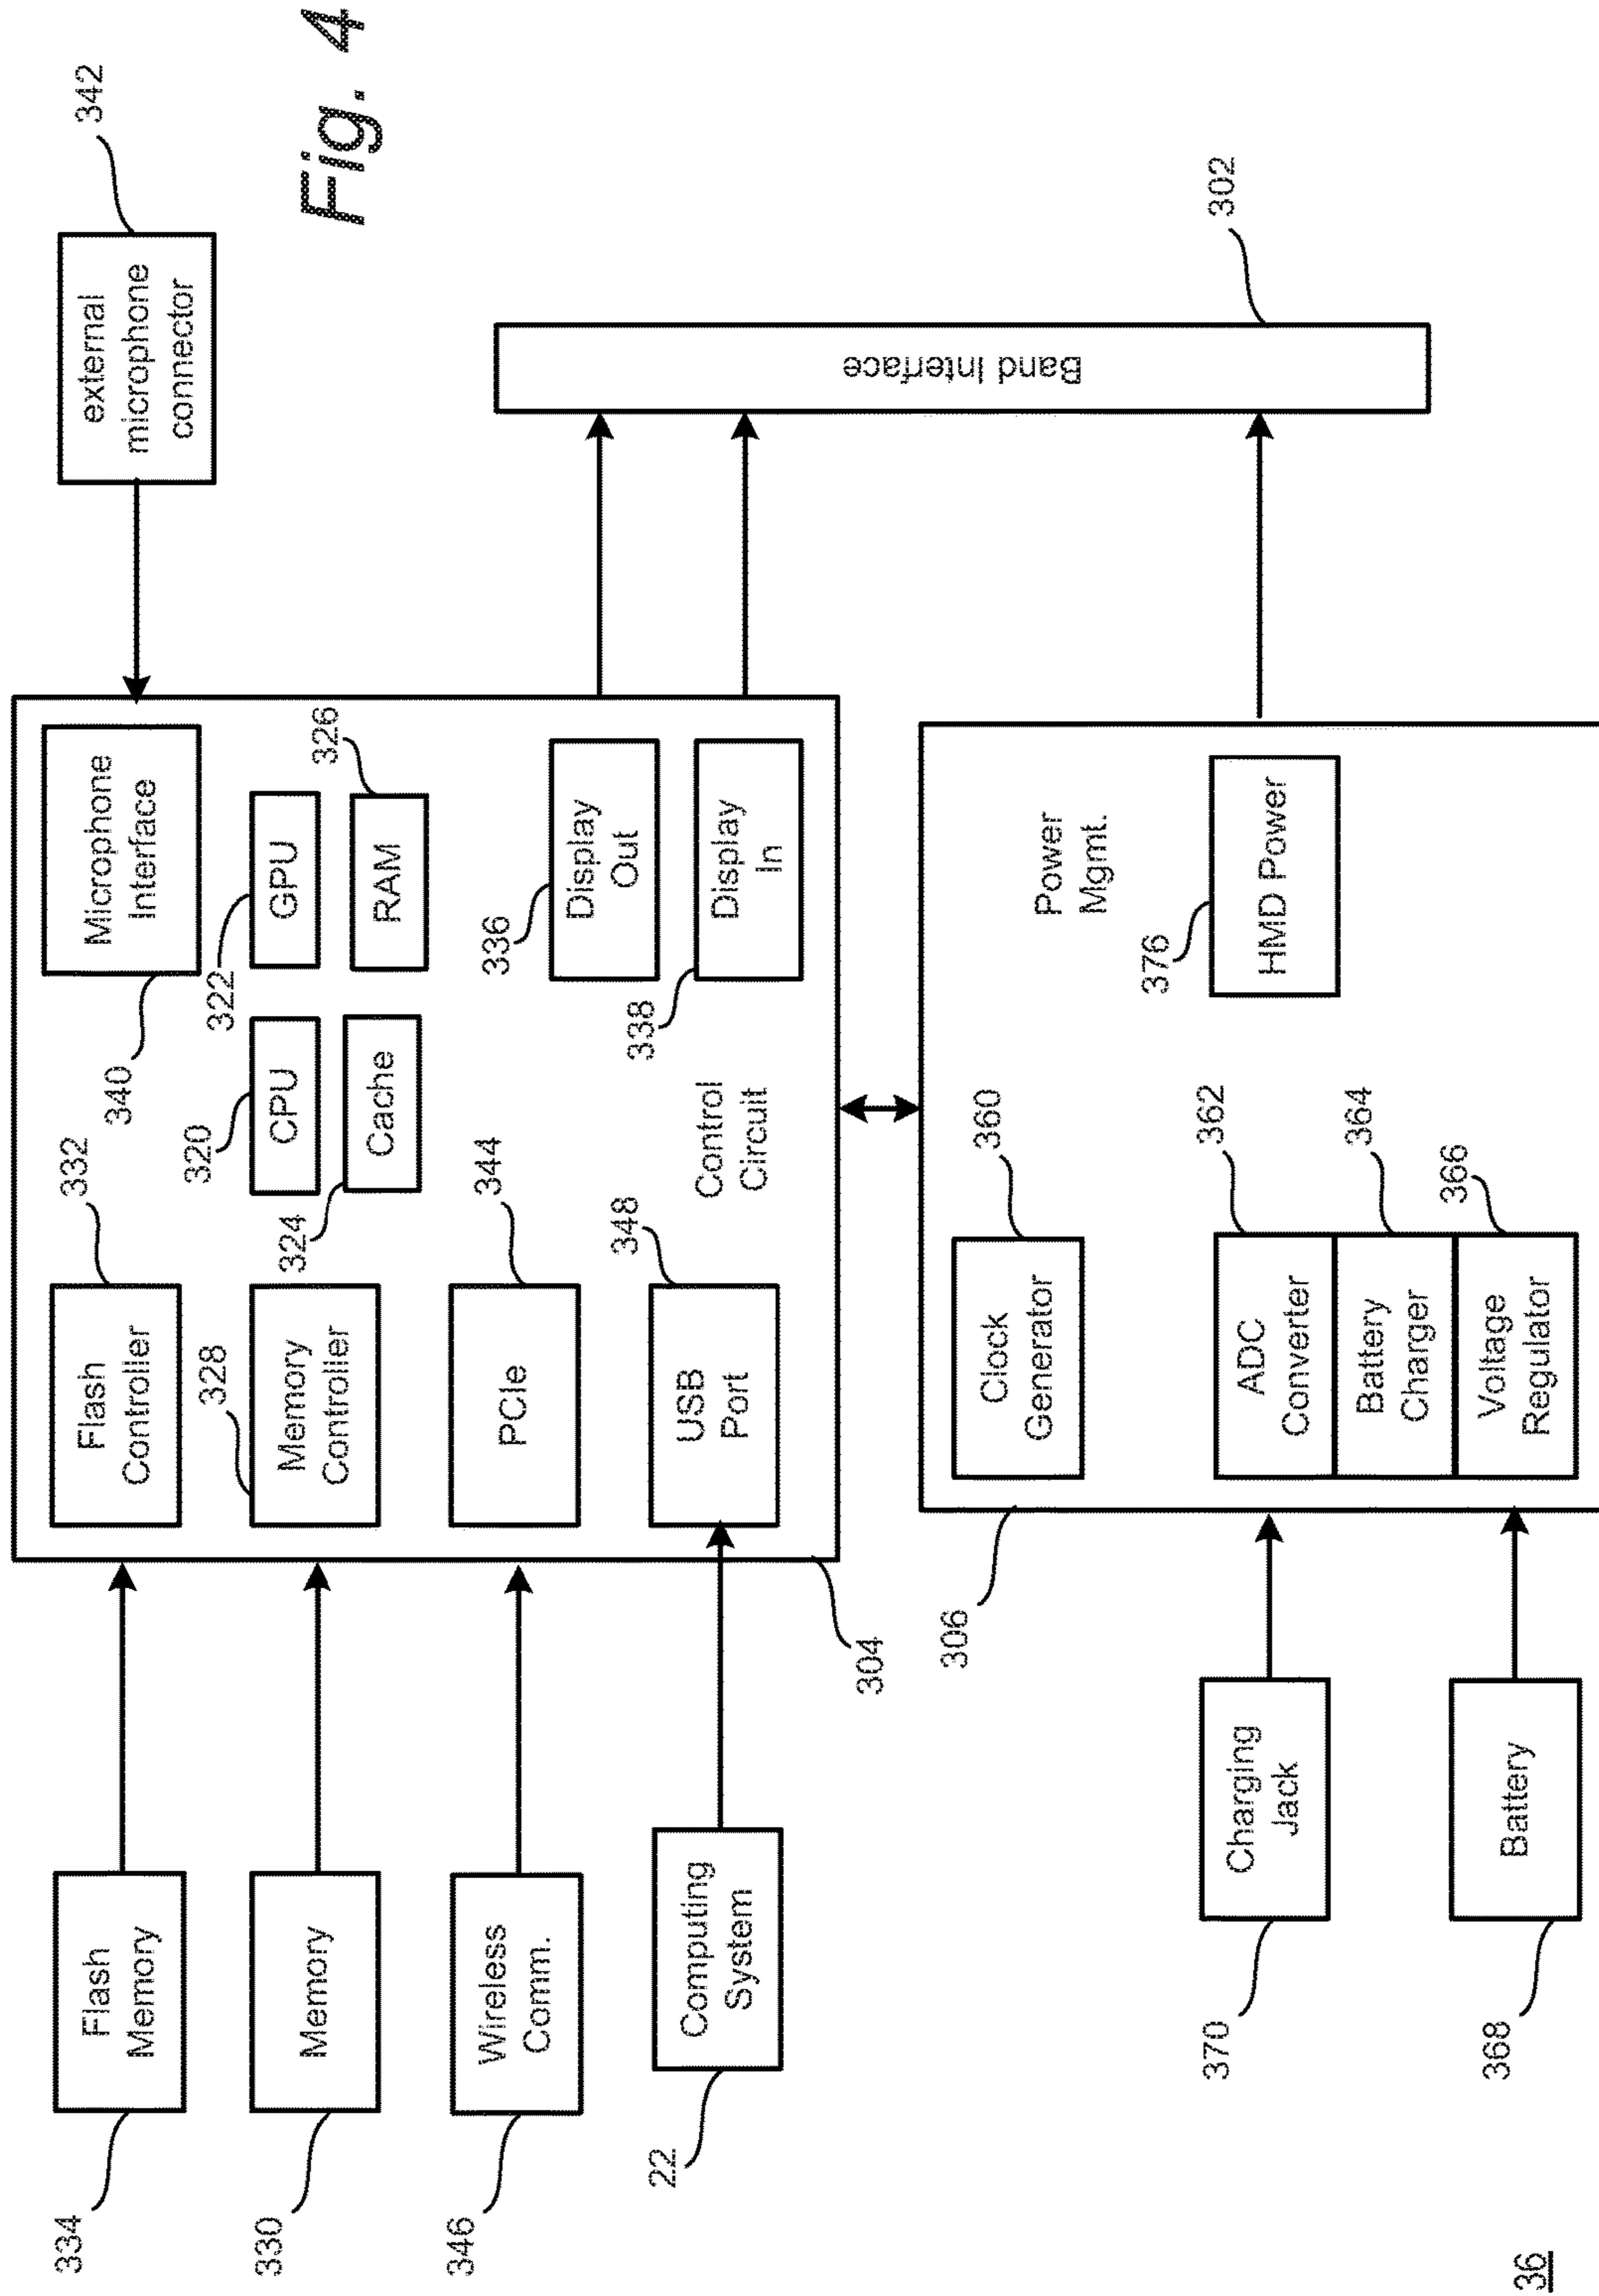 Fig. 4
334
Flash
Memory
330
Memory
346
Wireless
Comm.
22
Computing
System
304
Flash
Controller
332
328
Memory
Controller
PCIe
344
USB
Port
348
320
CPU
324
Cache
322
GPU
RAM
326
340
Microphone
Interface
336
Display
Out
338
Display
In
Control
Circuit
external
microphone
connector
342
Band Interface
302
370
Charging
Jack
368
Battery
306
Clock
Generator
360
ADC
Converter
362
Battery
Charger
364
Voltage
Regulator
366
Power
Mgmt.
376
HMD Power
36